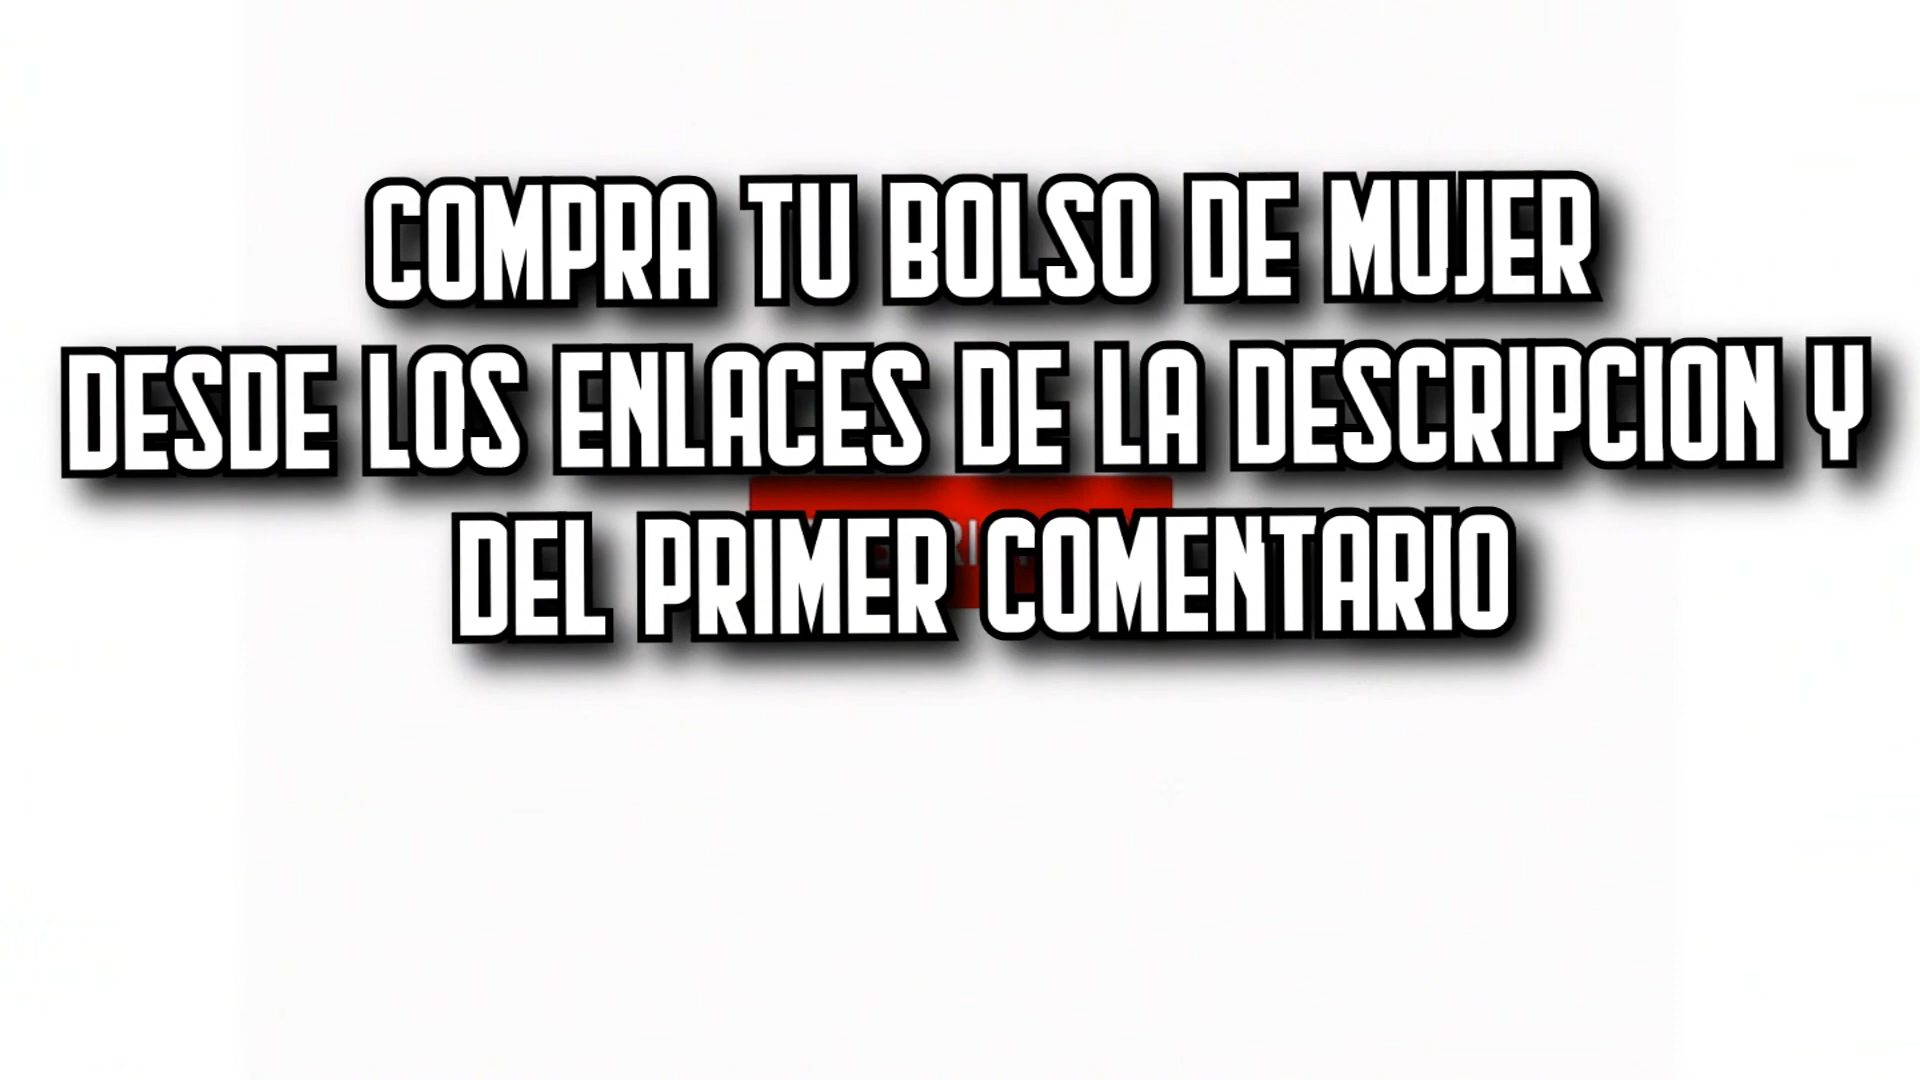 COMPRA TU BOLSO DE MUJER
DESDE LOS ENLACES DE LA DESCRIPCION Y
DEL PRIMER COMENTARIO